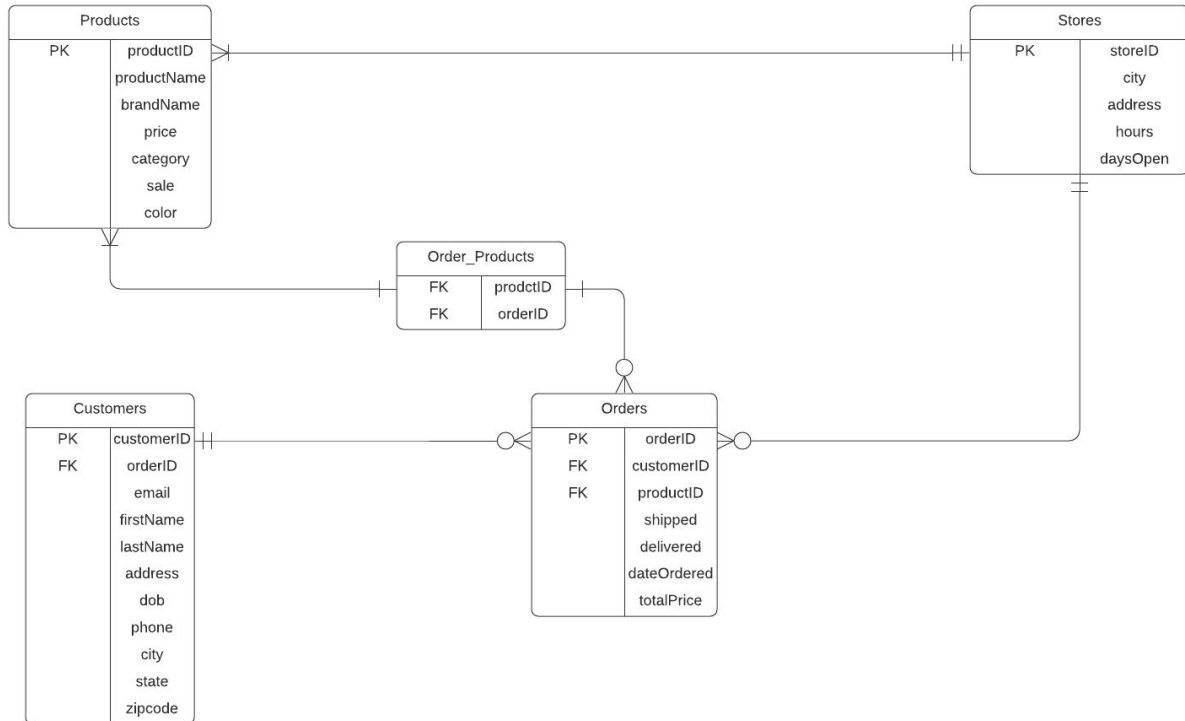 Products
PK productID
productName
brandName
price
category
sale
color
Stores
PK storeID
city
address
hours
daysOpen
Order_Products
FK prodctID
FK orderID
Customers
PK customerID
FK orderID
email
firstName
lastName
address
dob
phone
city
state
zipcode
Orders
PK orderID
FK customerID
FK productID
shipped
delivered
dateOrdered
totalPrice